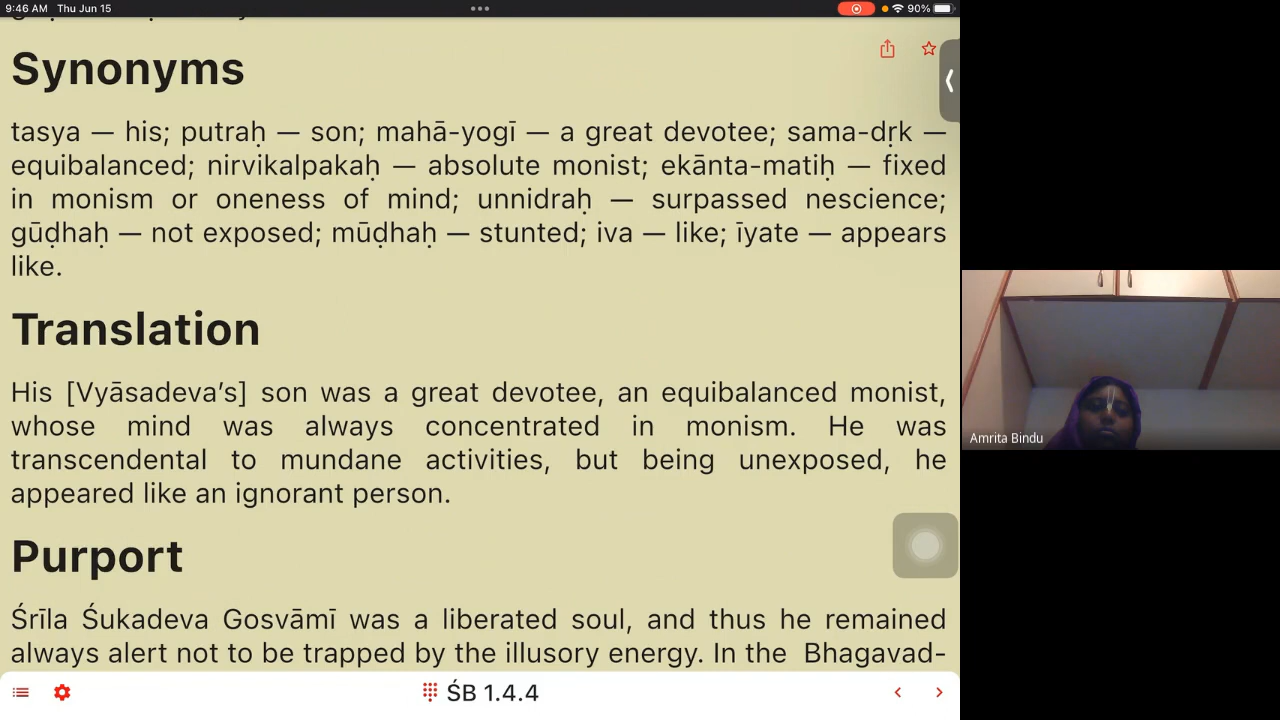 9:46 AM Thu Jun 15
90%
Synonyms
tasya — his; putraḥ — son; mahā-yogī — a great devotee; sama-dṛk —
equibalanced; nirvikalpakaḥ — absolute monist; ekānta-matiḥ — fixed
in monism or oneness of mind; unnidraḥ — surpassed nescience;
gūḍhaḥ — not exposed; mūḍhaḥ — stunted; iva — like; īyate — appears
like.
Translation
His [Vyāsadeva’s] son was a great devotee, an equibalanced monist,
whose mind was always concentrated in monism. He was
transcendental to mundane activities, but being unexposed, he
appeared like an ignorant person.
Purport
Śrīla Śukadeva Gosvāmī was a liberated soul, and thus he remained
always alert not to be trapped by the illusory energy. In the Bhagavad-
ŚB 1.4.4
Amrita Bindu